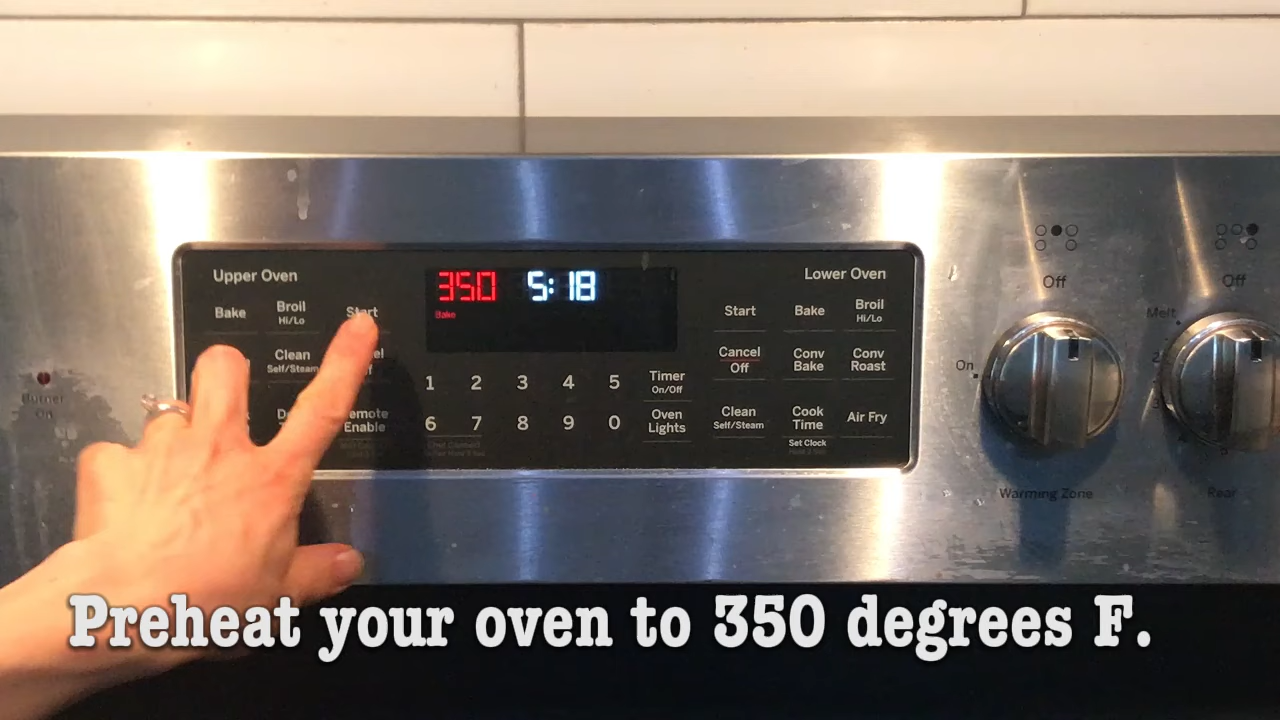 Upper Oven
Lower Oven
350 5:18
Bake
Bake
Broil
Hi/Lo
Start
Clean
Self/Steam
Remote
Enable
1 2 3 4 5
6 7 8 9 0
Timer
On/Off
Oven
Lights
Start
Bake
Broil
Hi/Lo
Cancel
Off
Conv
Bake
Conv
Roast
Clean
Self/Steam
Cook
Time
Air Fry
Set Clock
Burner
On
Off
On
Warming Zone
Off
Melt
2
Rear
Preheat your oven to 350 degrees F.